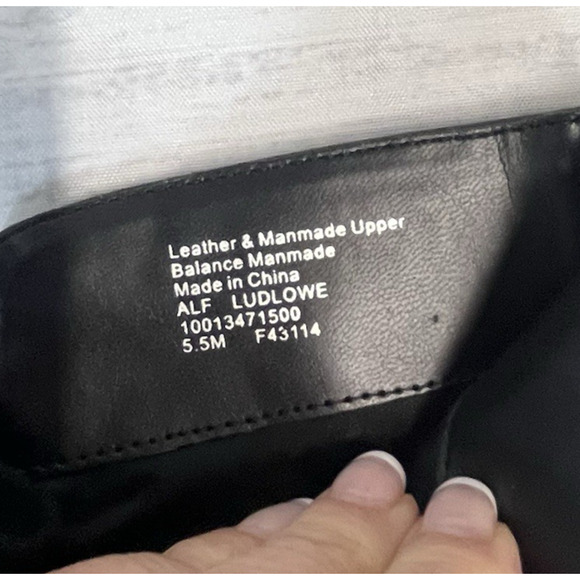 Leather & Manmade Upper
Balance Manmade
Made in China
ALF LUDLOWE
10013471500
5.5M F43114